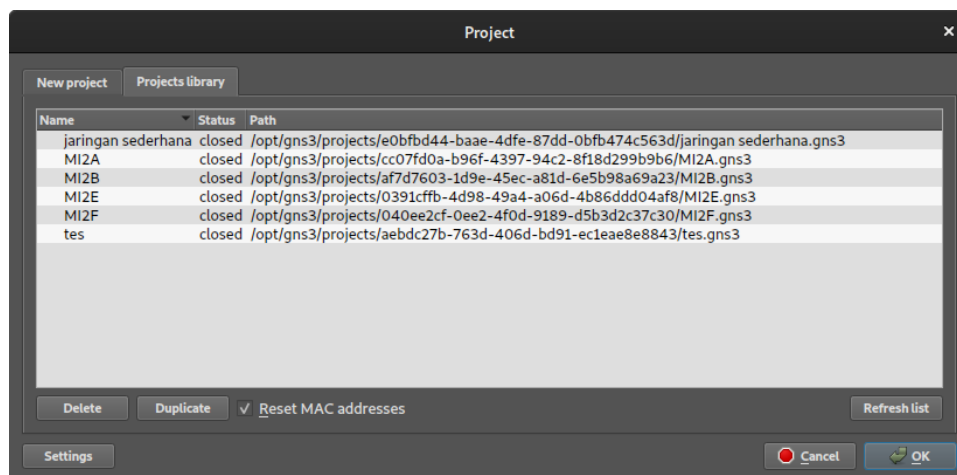 Project
New project Projects library
Name Status Path
jaringan sederhana closed /opt/gns3/projects/e0bfbd44-baae-4dfe-87dd-0bfb474c563d/jaringan sederhana.gns3
MI2A closed /opt/gns3/projects/cc07fd0a-b96f-4397-94c2-8f18d299b9b6/MI2A.gns3
MI2B closed /opt/gns3/projects/af7d7603-1d9e-45ec-a81d-6e5b98a69a23/MI2B.gns3
MI2E closed /opt/gns3/projects/0391cffb-4d98-49a4-a06d-4b86ddd04af8/MI2E.gns3
MI2F closed /opt/gns3/projects/040ee2cf-0ee2-4f0d-9189-d5b3d2c37c30/MI2F.gns3
tes closed /opt/gns3/projects/aebdc27b-763d-406d-bd91-ec1eae8e8843/tes.gns3
Delete Duplicate Reset MAC addresses Refresh list
Settings Cancel OK